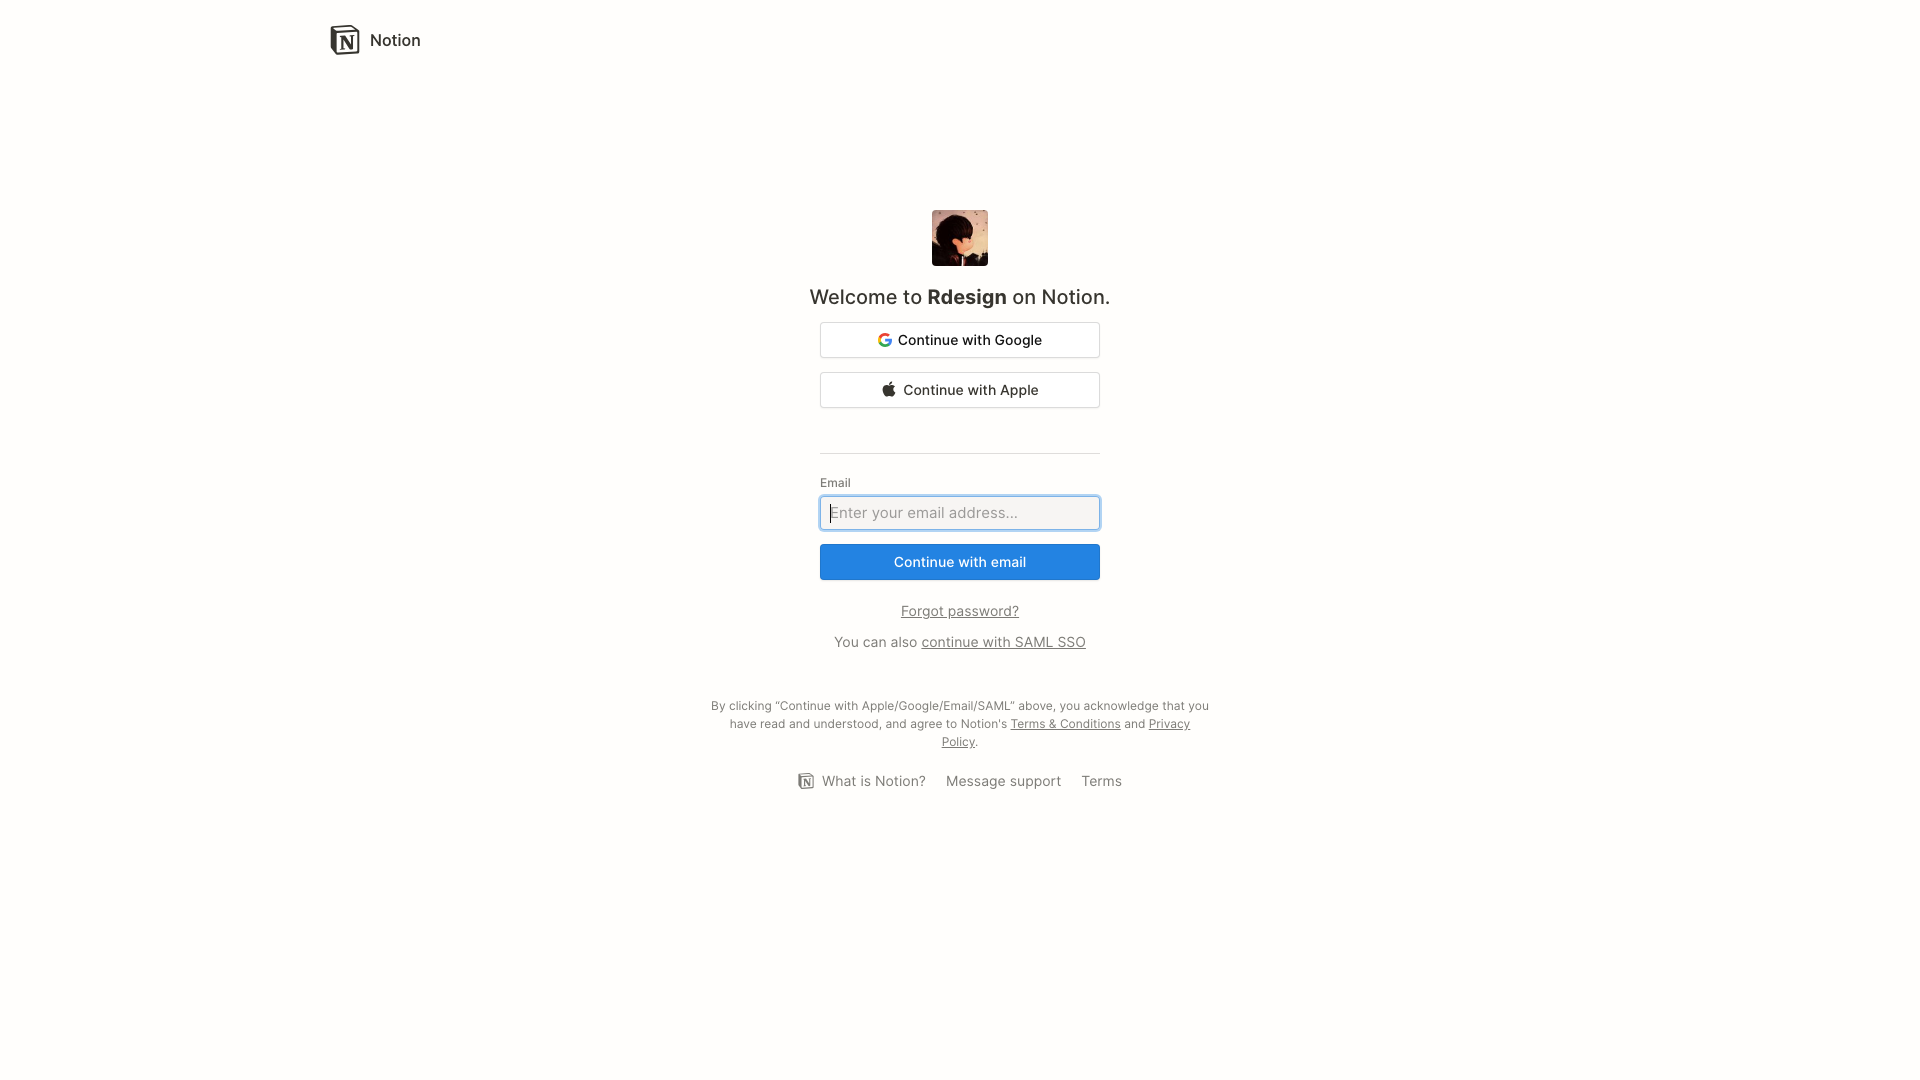 Notion
Welcome to Rdesign on Notion.
Continue with Google
Continue with Apple
Email
Enter your email address...
Continue with email
Forgot password?
You can also continue with SAML SSO
By clicking “Continue with Apple/Google/Email/SAML” above, you acknowledge that you
have read and understood, and agree to Notion's Terms & Conditions and Privacy
Policy.
What is Notion? Message support Terms